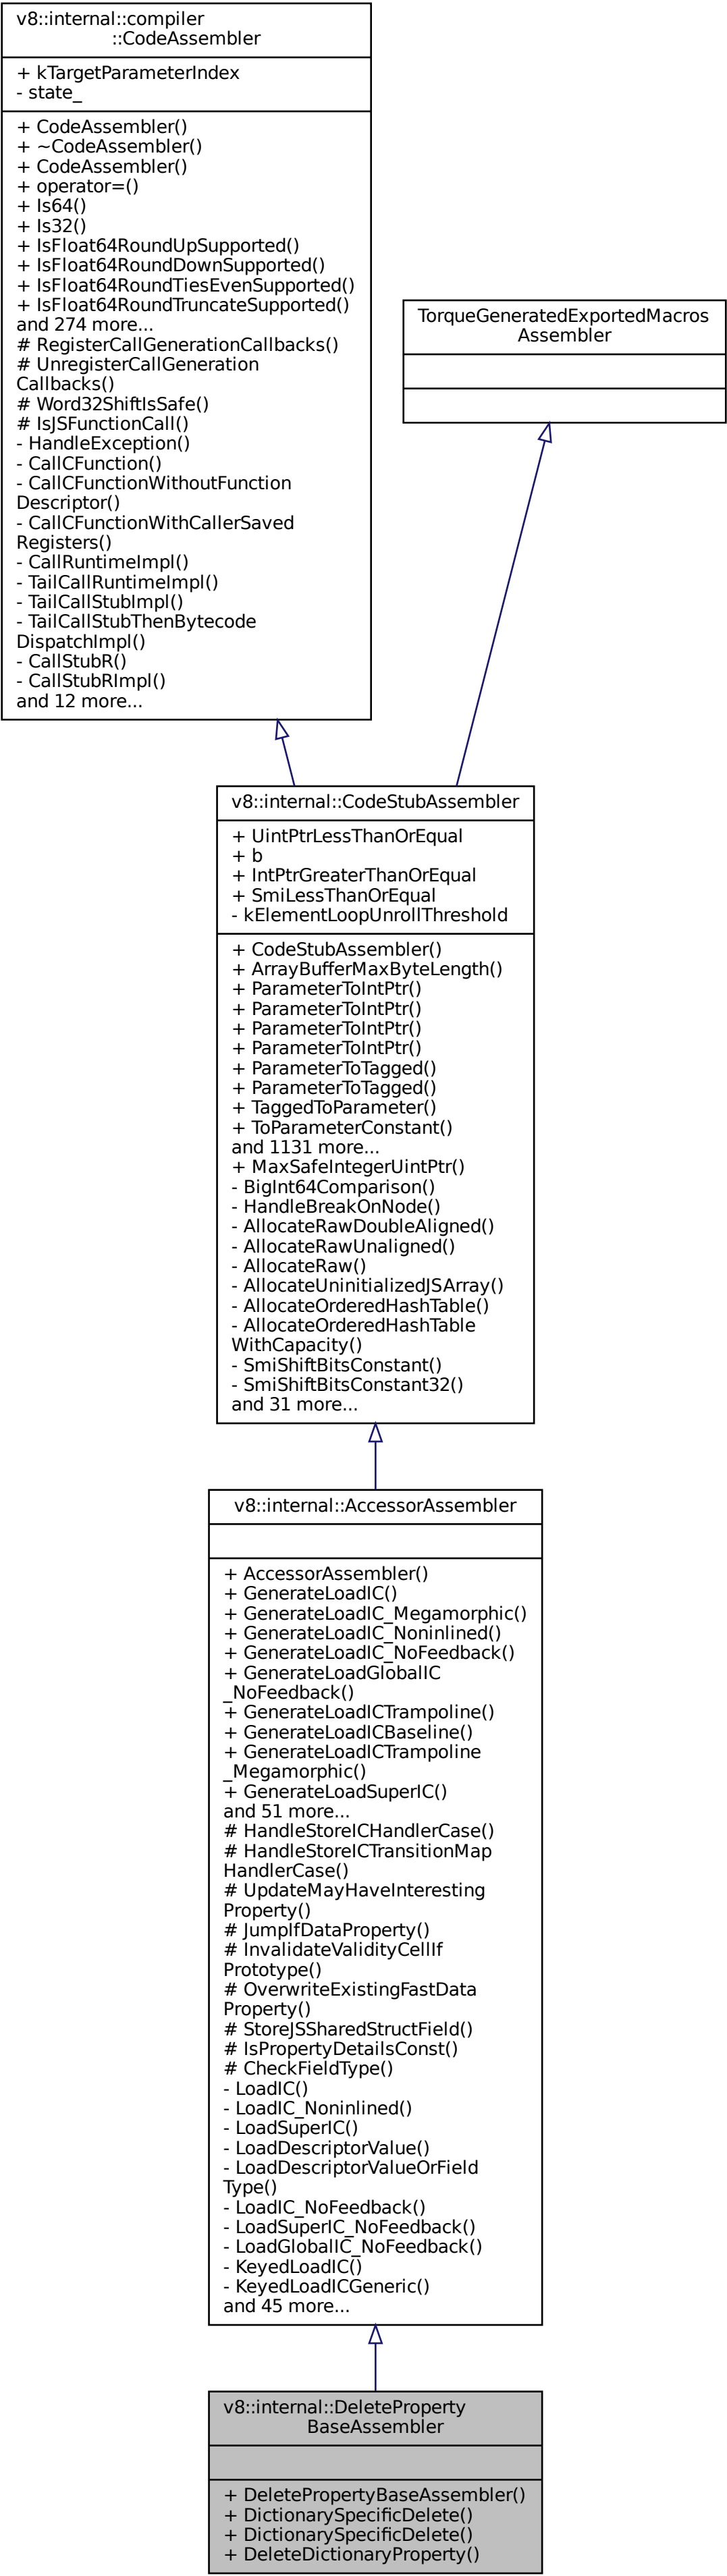 v8::internal::compiler
::CodeAssembler
+ kTargetParameterIndex
- state_
+ CodeAssembler()
+ ~CodeAssembler()
+ CodeAssembler()
+ operator=()
+ Is64()
+ Is32()
+ IsFloat64RoundUpSupported()
+ IsFloat64RoundDownSupported()
+ IsFloat64RoundTiesEvenSupported()
+ IsFloat64RoundTruncateSupported()
and 274 more...
# RegisterCallGenerationCallbacks()
# UnregisterCallGeneration
Callbacks()
# Word32ShiftIsSafe()
# IsJSFunctionCall()
- HandleException()
- CallCFunction()
- CallCFunctionWithoutFunction
Descriptor()
- CallCFunctionWithCallerSaved
Registers()
- CallRuntimeImpl()
- TailCallRuntimeImpl()
- TailCallStubImpl()
- TailCallStubThenBytecode
DispatchImpl()
- CallStubR()
- CallStubRImpl()
and 12 more...
TorqueGeneratedExportedMacros
Assembler
v8::internal::CodeStubAssembler
+ UintPtrLessThanOrEqual
+ b
+ IntPtrGreaterThanOrEqual
+ SmiLessThanOrEqual
- kElementLoopUnrollThreshold
+ CodeStubAssembler()
+ ArrayBufferMaxByteLength()
+ ParameterToIntPtr()
+ ParameterToIntPtr()
+ ParameterToIntPtr()
+ ParameterToIntPtr()
+ ParameterToTagged()
+ ParameterToTagged()
+ TaggedToParameter()
+ ToParameterConstant()
and 1131 more...
+ MaxSafeIntegerUintPtr()
- BigInt64Comparison()
- HandleBreakOnNode()
- AllocateRawDoubleAligned()
- AllocateRawUnaligned()
- AllocateRaw()
- AllocateUninitializedJSArray()
- AllocateOrderedHashTable()
- AllocateOrderedHashTable
WithCapacity()
- SmiShiftBitsConstant()
- SmiShiftBitsConstant32()
and 31 more...
v8::internal::AccessorAssembler
+ AccessorAssembler()
+ GenerateLoadIC()
+ GenerateLoadIC_Megamorphic()
+ GenerateLoadIC_Noninlined()
+ GenerateLoadIC_NoFeedback()
+ GenerateLoadGlobalIC
_NoFeedback()
+ GenerateLoadICTrampoline()
+ GenerateLoadICBaseline()
+ GenerateLoadICTrampoline
_Megamorphic()
+ GenerateLoadSuperIC()
and 51 more...
# HandleStoreICHandlerCase()
# HandleStoreICTransitionMap
HandlerCase()
# UpdateMayHaveInteresting
Property()
# JumpIfDataProperty()
# InvalidateValidityCellIf
Prototype()
# OverwriteExistingFastData
Property()
# StoreJSSharedStructField()
# IsPropertyDetailsConst()
# CheckFieldType()
- LoadIC()
- LoadIC_Noninlined()
- LoadSuperIC()
- LoadDescriptorValue()
- LoadDescriptorValueOrField
Type()
- LoadIC_NoFeedback()
- LoadSuperIC_NoFeedback()
- LoadGlobalIC_NoFeedback()
- KeyedLoadIC()
- KeyedLoadICGeneric()
and 45 more...
v8::internal::DeleteProperty
BaseAssembler
+ DeletePropertyBaseAssembler()
+ DictionarySpecificDelete()
+ DictionarySpecificDelete()
+ DeleteDictionaryProperty()